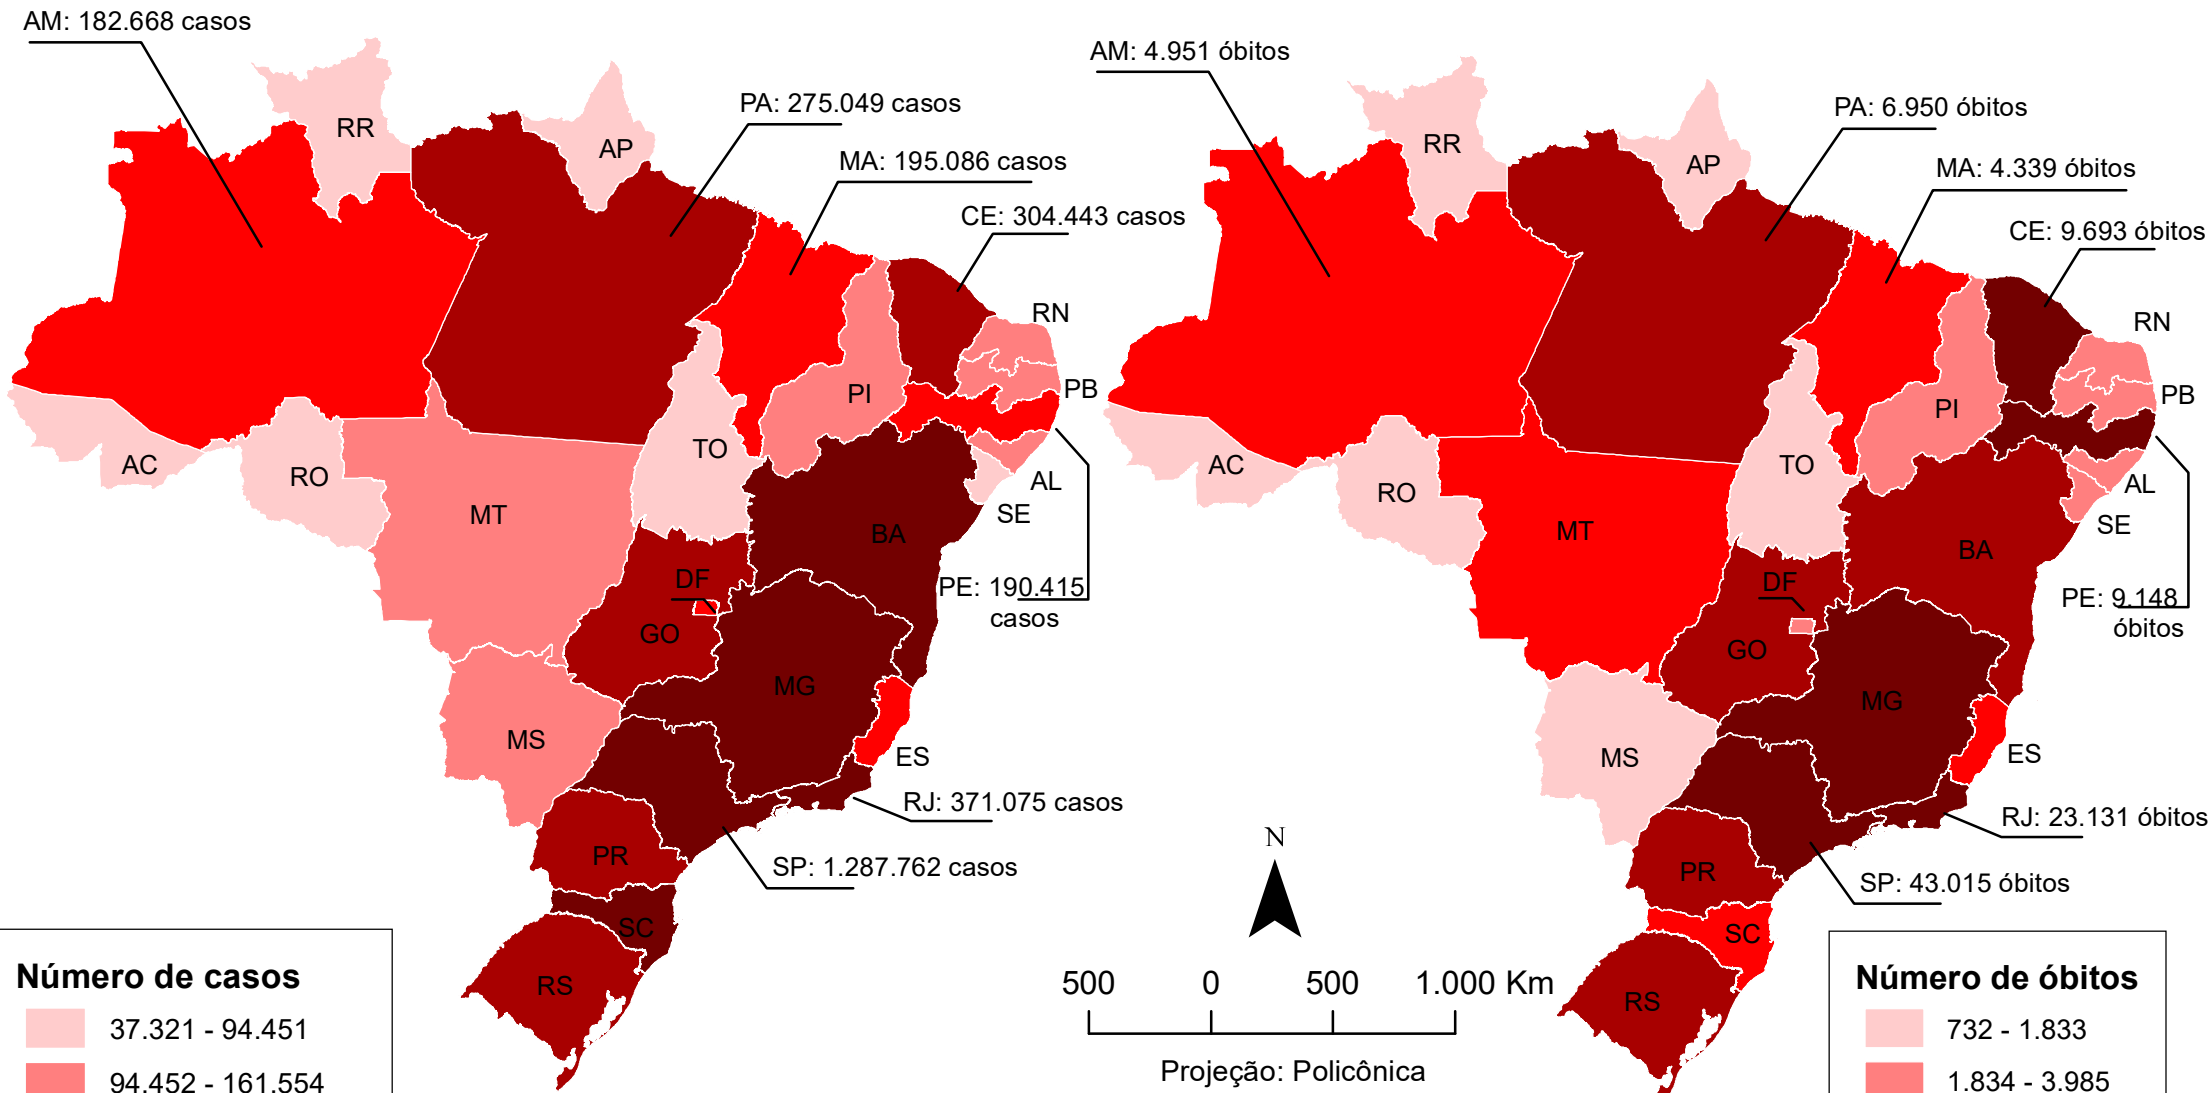 AM: 182.668 casos
RR
AP
PA: 275.049 casos
MA: 195.086 casos
CE: 304.443 casos
RN
PB
PI
TO
AC
RO
MT
AL
SE
BA
PE: 190.415
casos
DF
GO
MG
MS
ES
RJ: 371.075 casos
PR
SP: 1.287.762 casos
SC
RS
Número de casos
37.321 - 94.451
94.452 - 161.554
AM: 4.951 óbitos
RR
AP
PA: 6.950 óbitos
MA: 4.339 óbitos
CE: 9.693 óbitos
RN
PB
PI
TO
AC
RO
MT
AL
SE
BA
PE: 9.148
óbitos
DF
GO
MG
MS
ES
RJ: 23.131 óbitos
PR
SP: 43.015 óbitos
SC
RS
N
500 0 500 1.000 Km
Projeção: Policônica
Número de óbitos
732 - 1.833
1.834 - 3.985